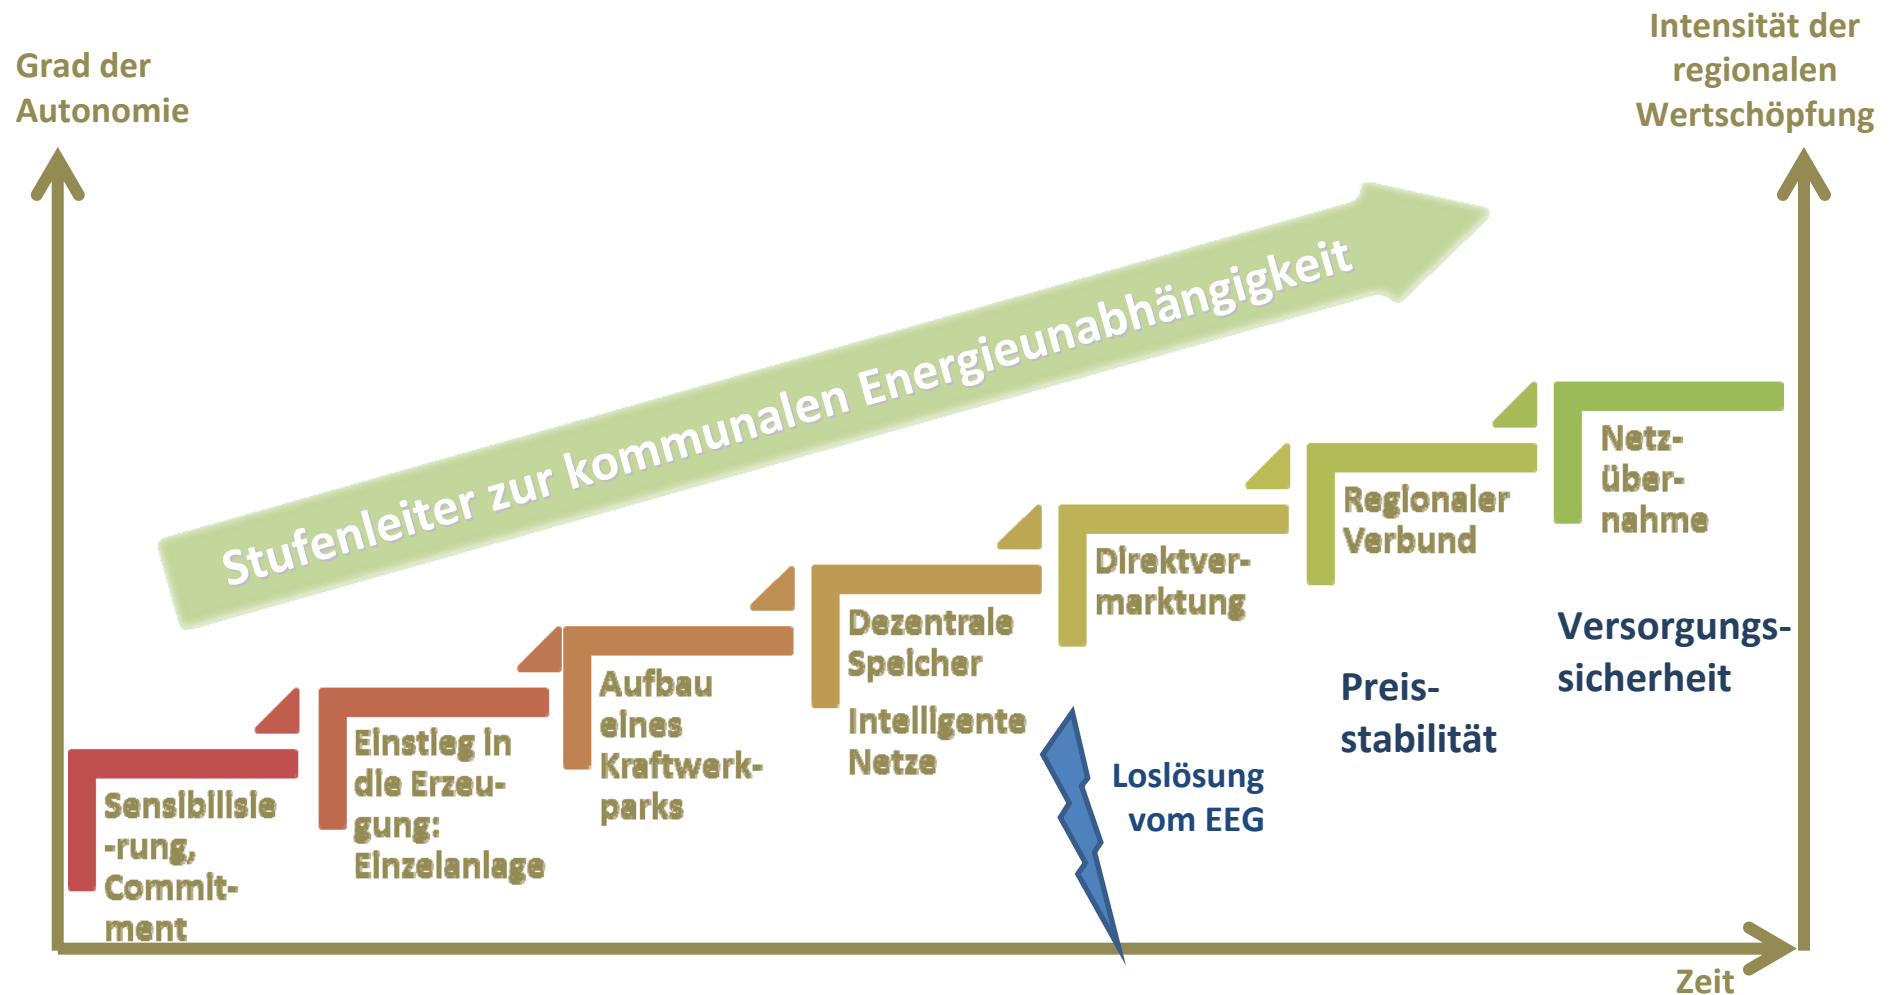 Grad der
Autonomie
Intensität der
regionalen
Wertschöpfung
Stufenleiter zur kommunalen Energieunabhängigkeit
Sensibilisie
-rung,
Commit-
ment
Einstieg in
die Erzeu-
gung:
Einzelanlage
Aufbau
eines
Kraftwerk-
parks
Dezentrale
Speicher
Intelligente
Netze
Direktver-
marktung
Regionaler
Verbund
Netz-
über-
nahme
Loslösung
vom EEG
Preis-
stabilität
Versorgungs-
sicherheit
Zeit